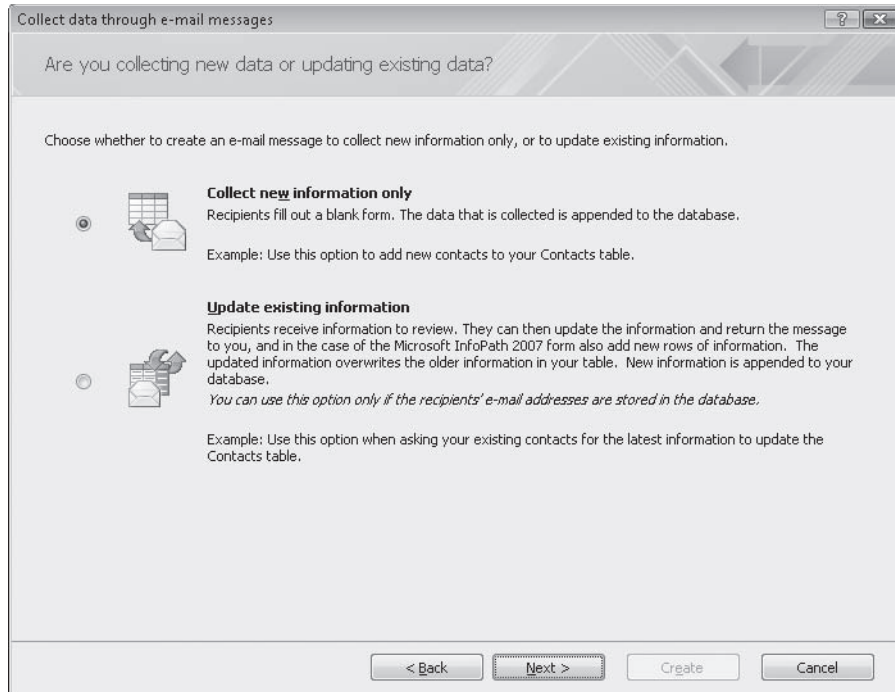 Collect data through e-mail messages
?
X
Are you collecting new data or updating existing data?
Choose whether to create an e-mail message to collect new information only, or to update existing information.
Collect new information only
Recipients fill out a blank form. The data that is collected is appended to the database.
Example: Use this option to add new contacts to your Contacts table.
Update existing information
Recipients receive information to review. They can then update the information and return the message
to you, and in the case of the Microsoft InfoPath 2007 form also add new rows of information. The
updated information overwrites the older information in your table. New information is appended to your
database.
You can use this option only if the recipients' e-mail addresses are stored in the database.
Example: Use this option when asking your existing contacts for the latest information to update the
Contacts table.
< Back
Next >
Create
Cancel